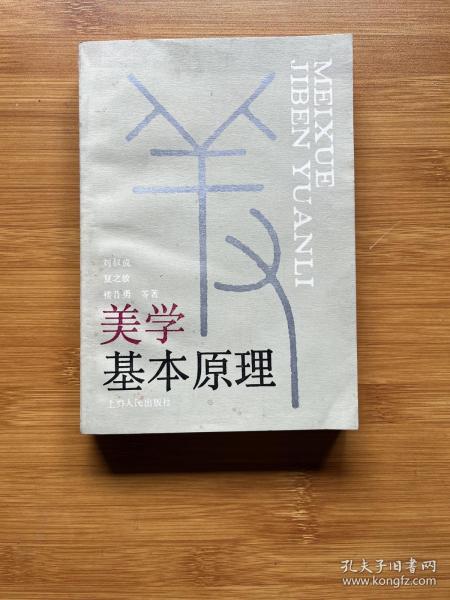 MEIXUE
JIBEN YUANLI
刘叔成
夏之放
楼昔勇 等著
美学
基本原理
上海人民出版社
孔夫子旧书网
www.kongfz.com